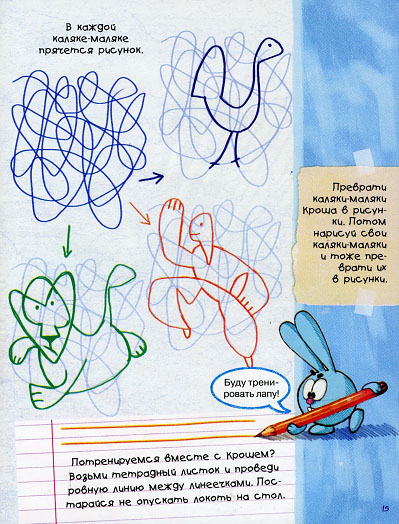 В каждой
каляке-маляке
прячется рисунок.
Преврати
каляки-маляки
Кроша в рисун-
ки. Потом
нарисуй свои
каляки-маляки
и тоже пре-
врати их
в рисунки.
Буду трени-
ровать лапу!
Потренируемся вместе с Крошем?
Возьми тетрадный листок и проведи
ровную линию между линеечками. Пос-
тарайся не опускать локоть на стол.
15